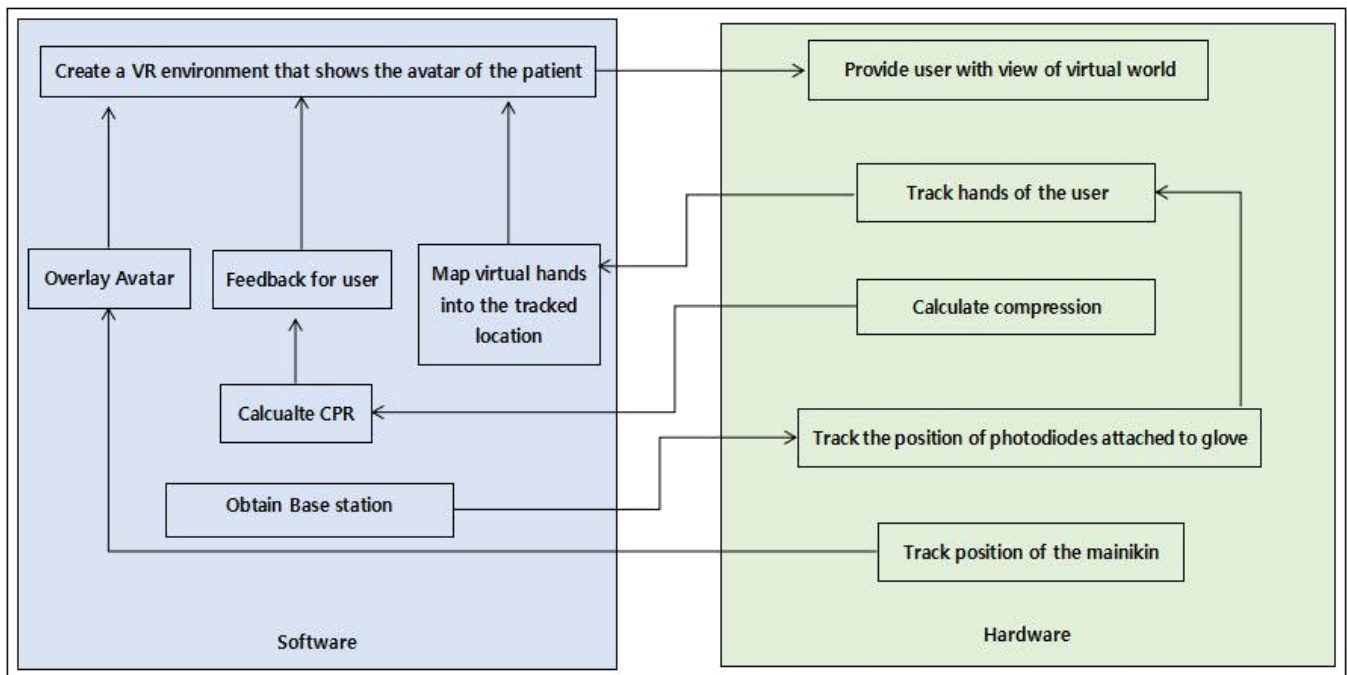 Create a VR environment that shows the avatar of the patient
Provide user with view of virtual world
Track hands of the user
Overlay Avatar
Feedback for user
Map virtual hands
into the tracked
location
Calculate compression
Calcualte CPR
Track the position of photodiodes attached to glove
Obtain Base station
Track position of the mainikin
Software
Hardware